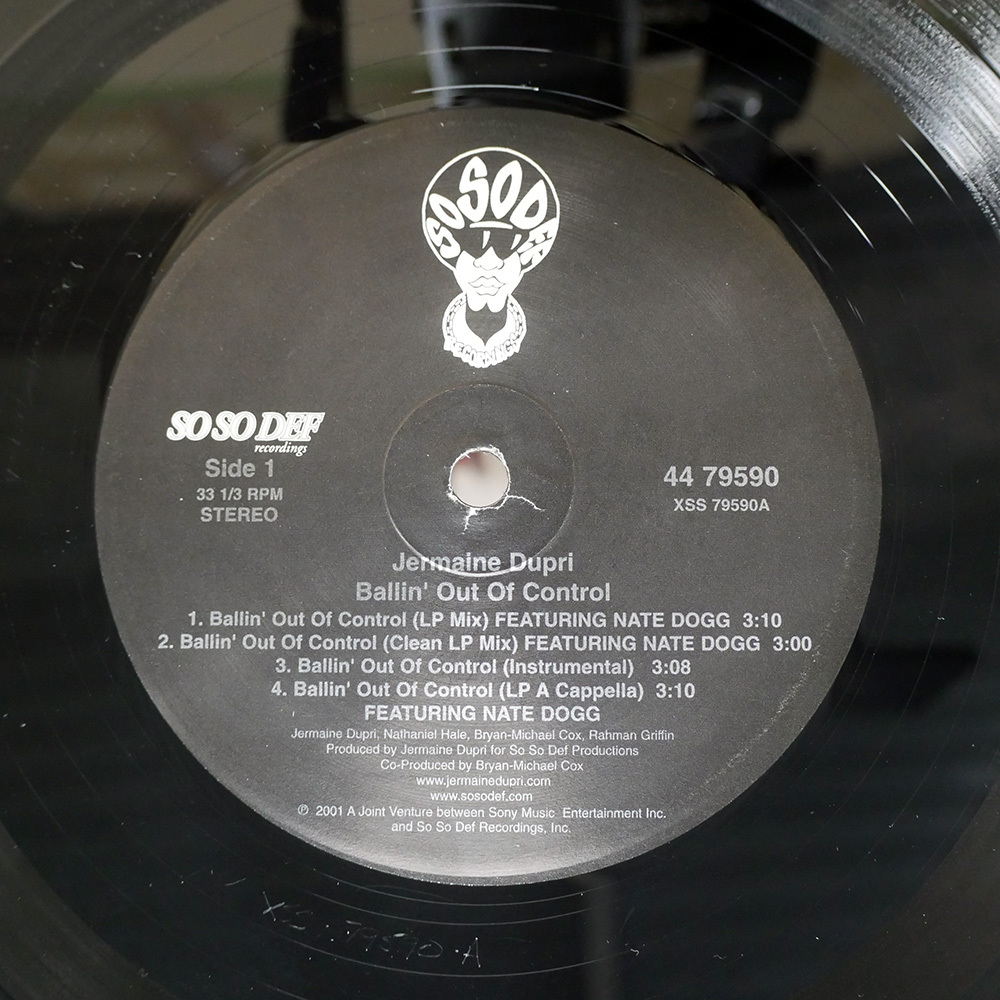 SO SO DEF
RECORDINGS
SO SO DEF
recordings
Side 1
33 1/3 RPM
STEREO
44 79590
XSS 79590A
Jermaine Dupri
Ballin' Out Of Control
1. Ballin' Out Of Control (LP Mix) FEATURING NATE DOGG 3:10
2. Ballin' Out Of Control (Clean LP Mix) FEATURING NATE DOGG 3:00
3. Ballin' Out Of Control (Instrumental) 3:08
4. Ballin' Out Of Control (LP A Cappella) 3:10
FEATURING NATE DOGG
Jermaine Dupri, Nathaniel Hale, Bryan-Michael Cox, Rahman Griffin
Produced by Jermaine Dupri for So So Def Productions
Co-Produced by Bryan-Michael Cox
www.jermainedupri.com
www.sosodef.com
℗ 2001 A Joint Venture between Sony Music Entertainment Inc.
and So So Def Recordings, Inc.
XSS.79590.A